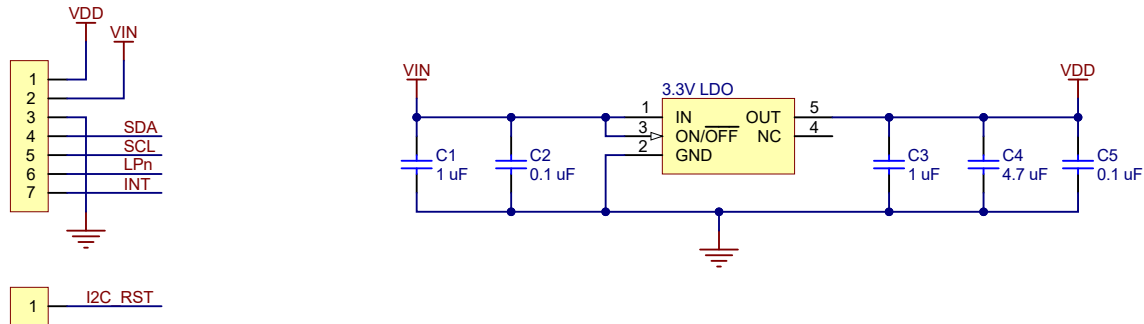 VDD
VIN
1
2
3
4 SDA
5 SCL
6 LPn
7 INT
1 I2C_RST
VIN
3.3V LDO
VDD
1 IN OUT 5
3 ON/OFF NC 4
2 GND
C1
1 uF
C2
0.1 uF
C3
1 uF
C4
4.7 uF
C5
0.1 uF